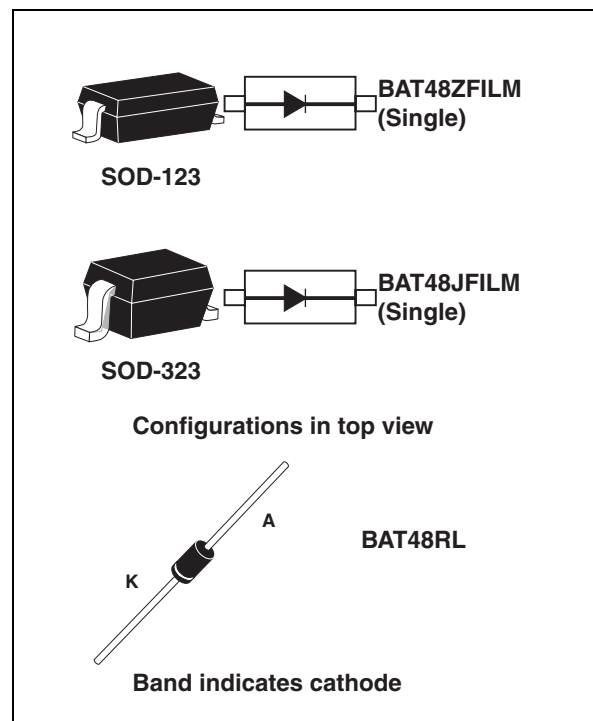 BAT48ZFILM
(Single)
SOD-123
BAT48JFILM
(Single)
SOD-323
Configurations in top view
A
BAT48RL
K
Band indicates cathode